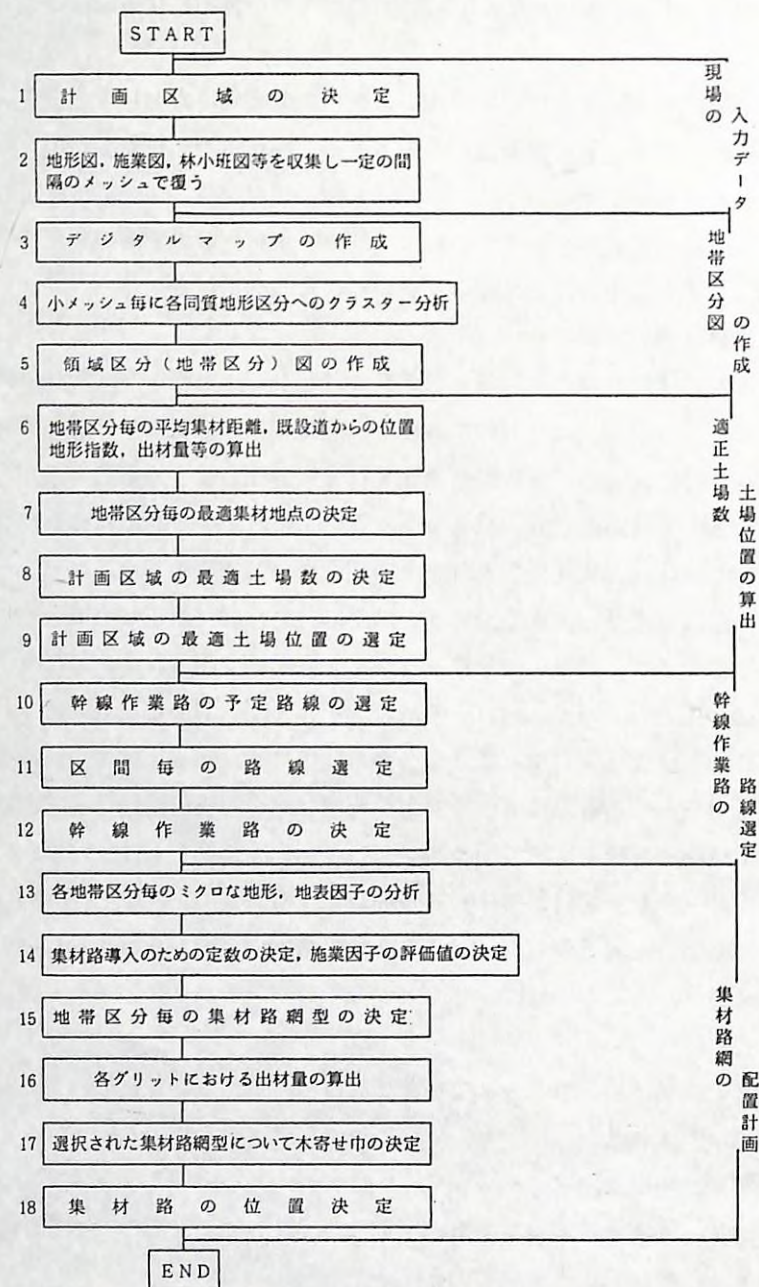 START
1 計画区域の決定
2 地形図，施業図，林小班図等を収集し一定の間
隔のメッシュで覆う
3 デジタルマップの作成
4 小メッシュ毎に各同質地形区分へのクラスター分析
5 領域区分（地帯区分）図の作成
6 地帯区分毎の平均集材距離，既設道からの位置
地形指数，出材量等の算出
7 地帯区分毎の最適集材地点の決定
8 計画区域の最適土場数の決定
9 計画区域の最適土場位置の選定
10 幹線作業路の予定路線の選定
11 区間毎の路線選定
12 幹線作業路の決定
13 各地帯区分毎のミクロな地形，地表因子の分析
14 集材路導入のための定数の決定，施業因子の評価値の決定
15 地帯区分毎の集材路網型の決定
16 各グリットにおける出材量の算出
17 選択された集材路網型について木寄せ巾の決定
18 集材路の位置決定
END
現場の
入力データ
地帯区分図
の作成
適正土場数
土場位置の算出
幹線作業路の
路線選定
集材路網の
配置計画